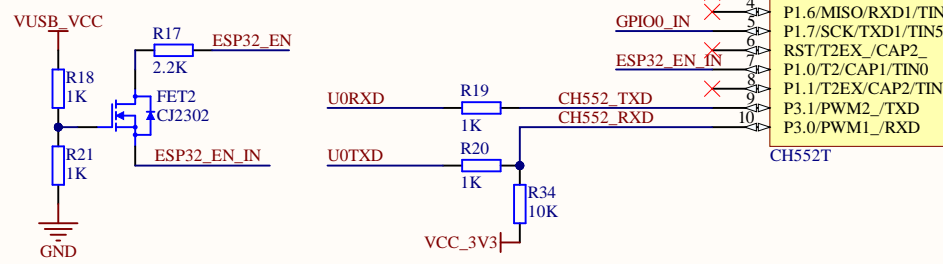 VUSB_VCC
R18
1K
R21
1K
GND
R17
2.2K
ESP32_EN
FET2
CJ2302
ESP32_EN_IN
U0RXD
R19
1K
CH552_TXD
CH552_RXD
U0TXD
R20
1K
R34
10K
VCC_3V3
GPIO0_IN
ESP32_EN_IN
4
P1.6/MISO/RXD1/TIN
5
P1.7/SCK/TXD1/TIN5
6
RST/T2EX_/CAP2_
7
P1.0/T2/CAP1/TIN0
8
P1.1/T2EX/CAP2/TIN
9
P3.1/PWM2_/TXD
10
P3.0/PWM1_/RXD
CH552T